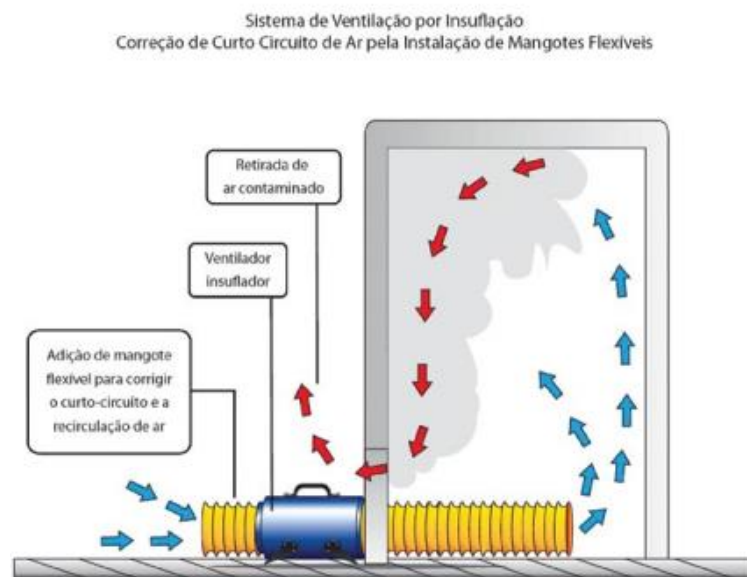 Sistema de Ventilação por Insuflação
Correção de Curto Circuito de Ar pela Instalação de Mangotes Flexíveis
Retirada de
ar contaminado
Ventilador
insuflador
Adição de mangote
flexível para corrigir
o curto-circuito e a
recirculação de ar